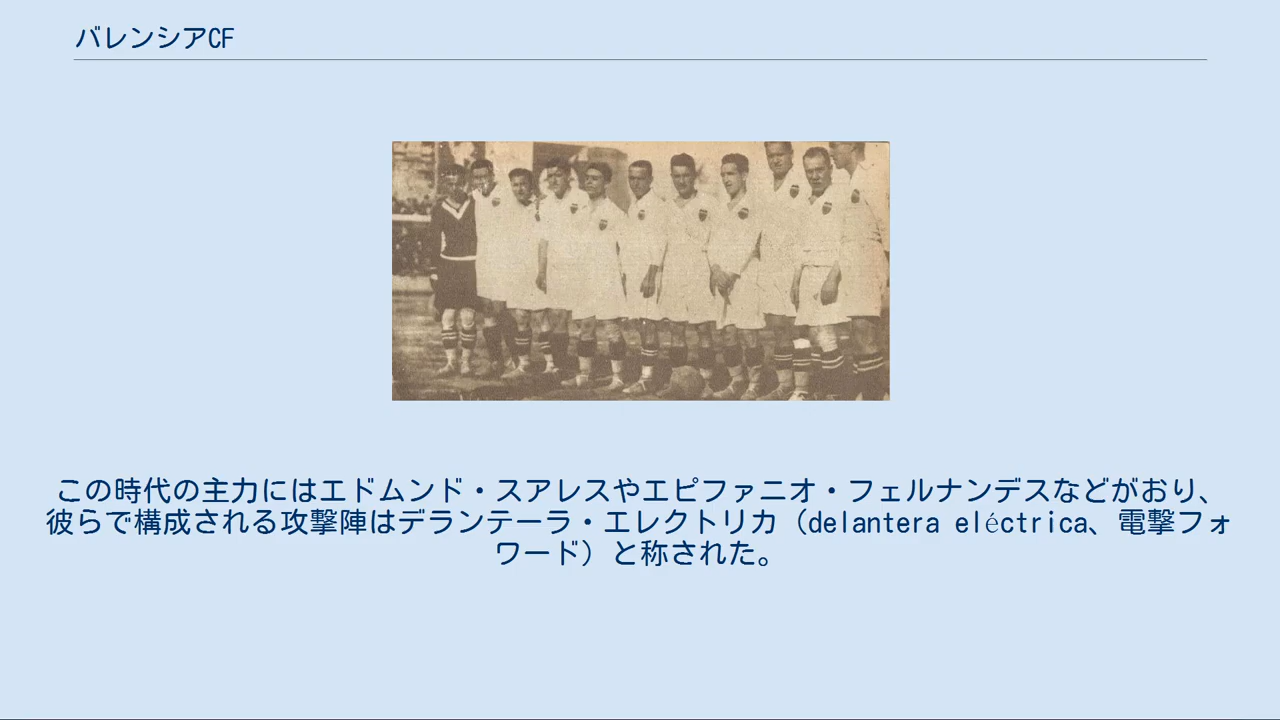 バレンシアCF
この時代の主力にはエドムンド・スアレスやエピファニオ・フェルナンデスなどがおり、
彼らで構成される攻撃陣はデランテーラ・エレクトリカ（delantera eléctrica、電撃フォ
ワード）と称された。